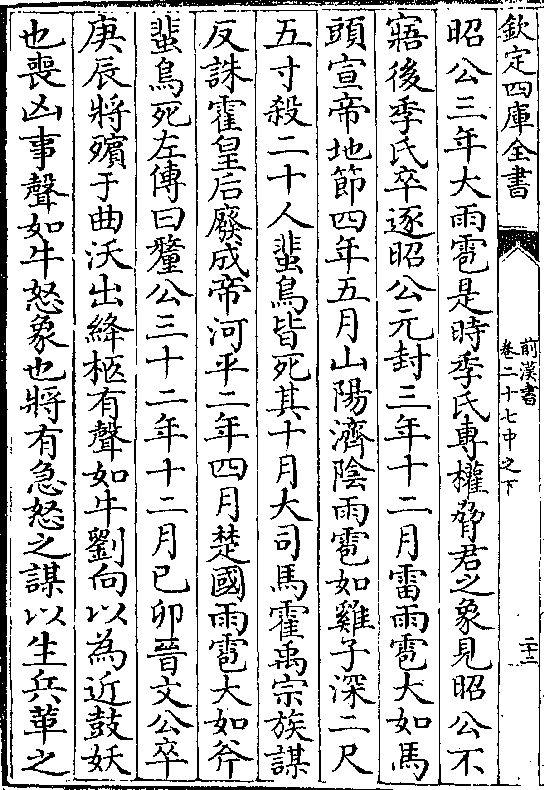 欽定四庫全書
前漢書
卷二十七中之下
二十二
昭公三年大雨雹是時季氏專權脅君之象見昭公不
寤後季氏卒逐昭公元封三年十二月雷雨雹大如馬
頭宣帝地節四年五月山陽濟陰雨雹如雞子深二尺
五寸殺二十人蜚鳥皆死其十月大司馬霍禹宗族謀
反誅霍皇后廢成帝河平二年四月楚國雨雹大如斧
蜚鳥死左傳曰釐公三十二年十二月已卯晉文公卒
庚辰將殯于曲沃出絳柩有聲如牛劉向以為近鼓妖
也喪凶事聲如牛怒象也將有急怒之謀以生兵革之